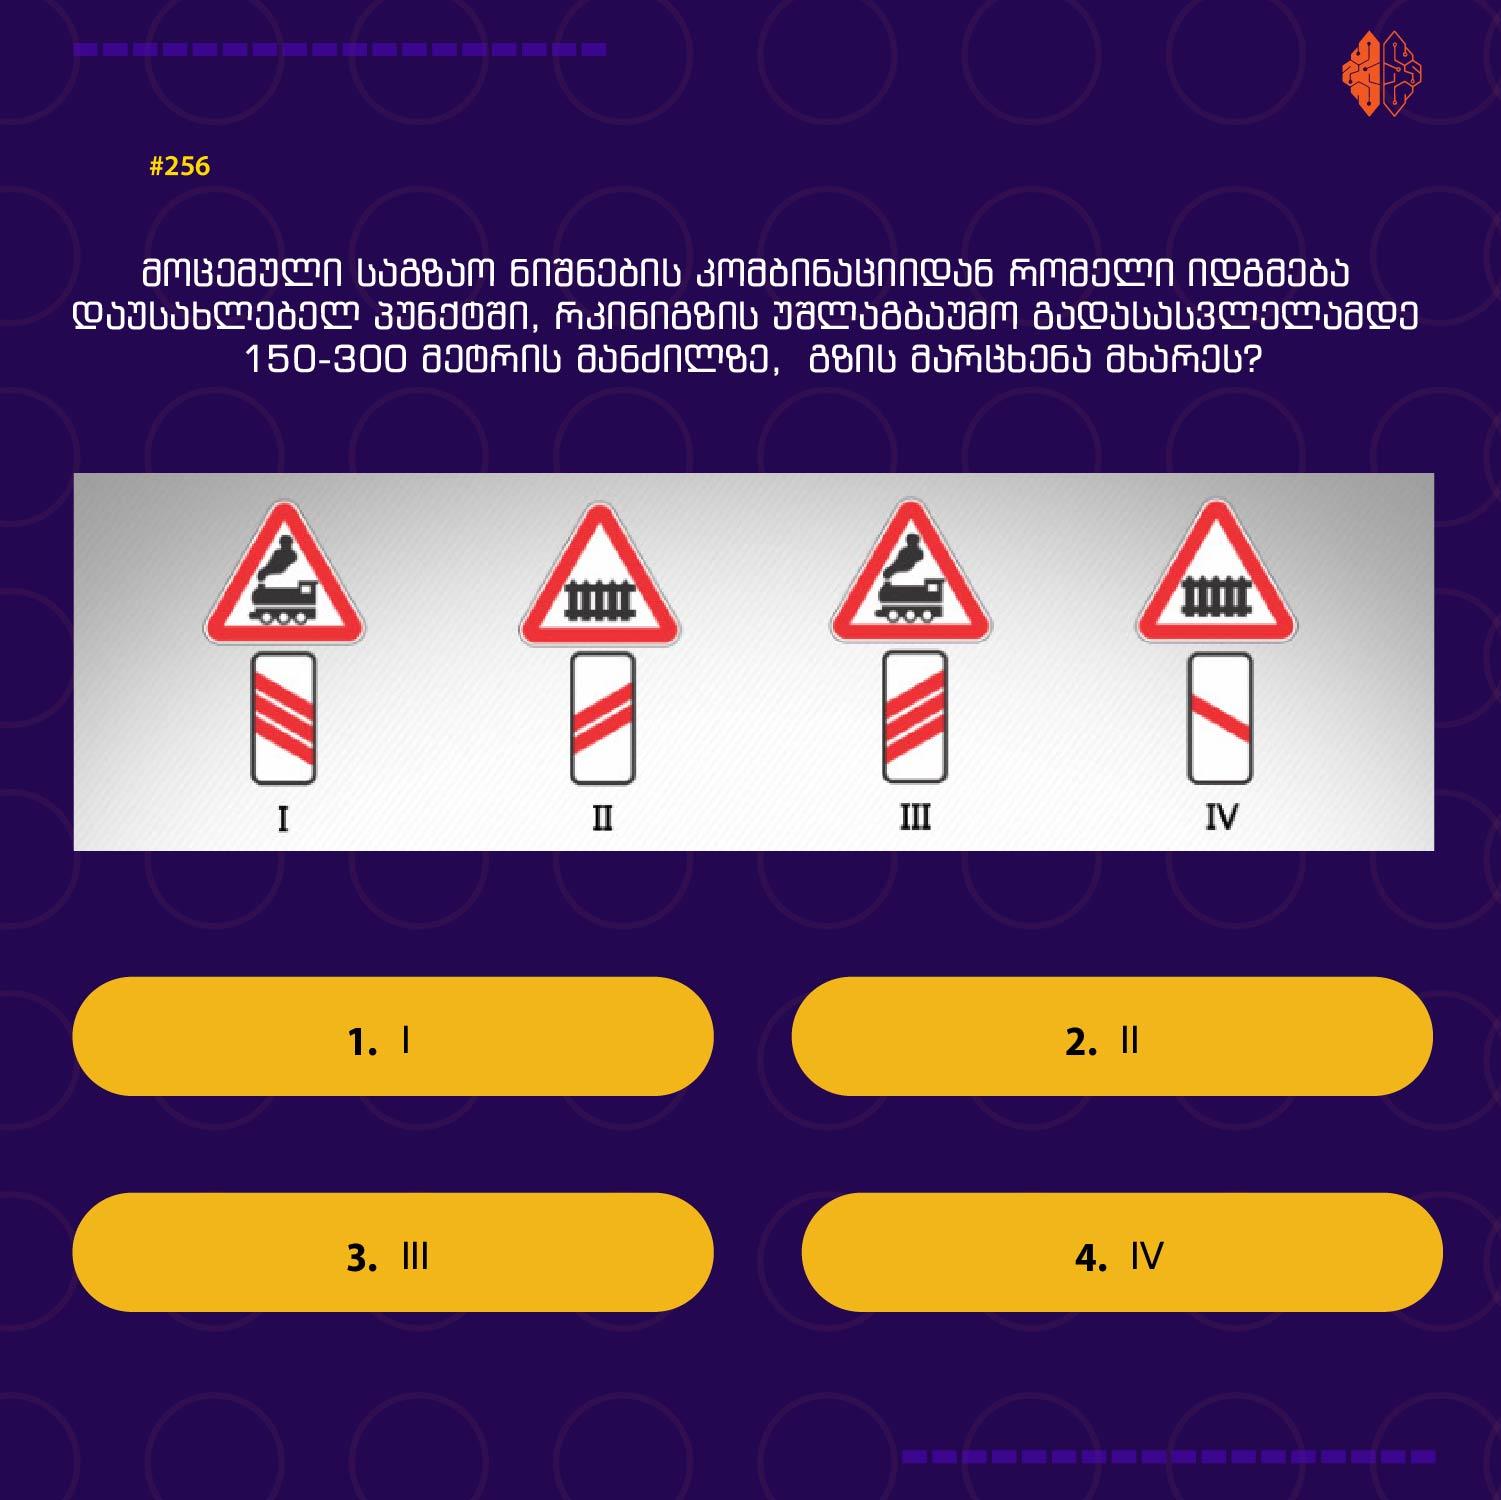 #256
მოცემული საგზაო ნიშნების კომბინაციიდან რომელი იდგმება
დაუსახლებელ პუნქტში, რკინიგზის უშლაგბაუმო გადასასვლელამდე
150-300 მეტრის მანძილზე, გზის მარცხენა მხარეს?
I
II
III
IV
1. I
2. II
3. III
4. IV